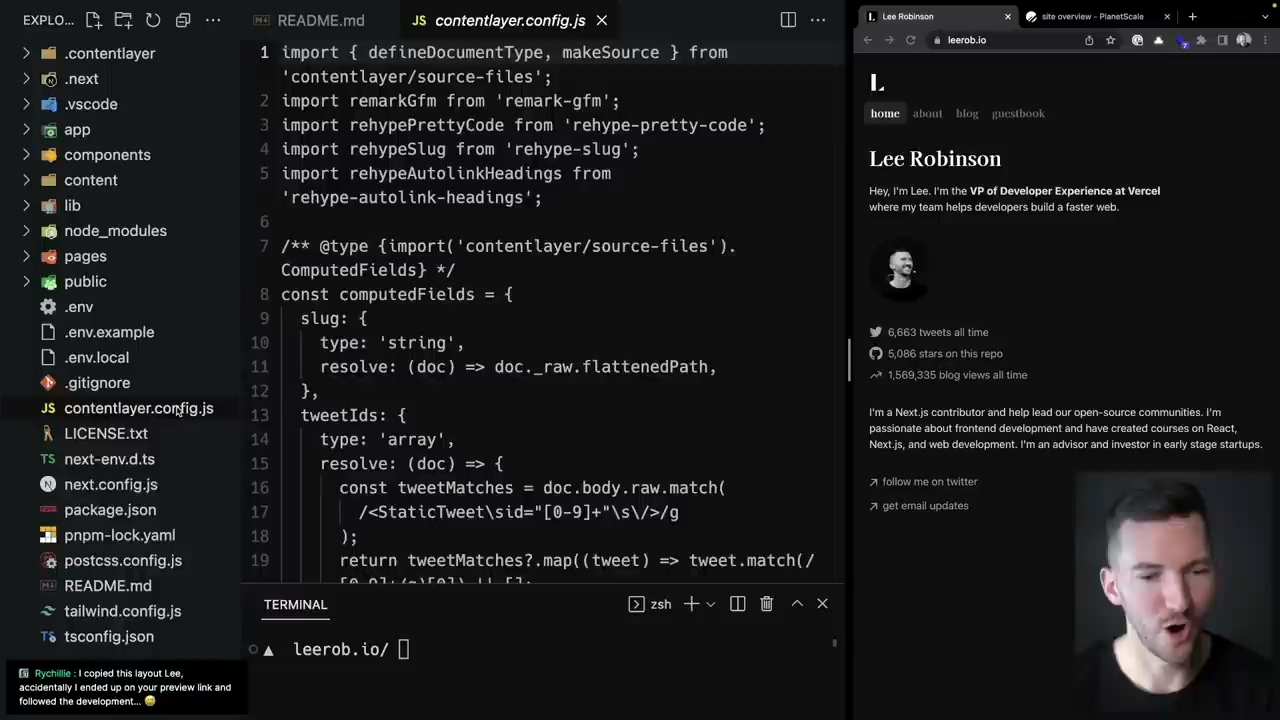 EXPLO...
.contentlayer
.next
.vscode
app
components
content
lib
node_modules
pages
public
.env
.env.example
.env.local
.gitignore
JS contentlayer.config.js
LICENSE.txt
TS next-env.d.ts
N next.config.js
package.json
pnpm-lock.yaml
postcss.config.js
README.md
tailwind.config.js
tsconfig.json
Rychillie : I copied this layout Lee,
accidentally I ended up on your preview link and
followed the development...
README.md
JS contentlayer.config.js
1 import { defineDocumentType, makeSource } from
'contentlayer/source-files';
2 import remarkGfm from 'remark-gfm';
3 import rehypePrettyCode from 'rehype-pretty-code';
4 import rehypeSlug from 'rehype-slug';
5 import rehypeAutolinkHeadings from
'rehype-autolink-headings';
6
7 /** @type {import('contentlayer/source-files').
ComputedFields} */
8 const computedFields = {
9 slug: {
10 type: 'string',
11 resolve: (doc) => doc._raw.flattenedPath,
12 },
13 tweetIds: {
14 type: 'array',
15 resolve: (doc) => {
16 const tweetMatches = doc.body.raw.match(
17 /<StaticTweet\sid="[0-9]+"\s\/>/g
18 );
19 return tweetMatches?.map((tweet) => tweet.match(/
[0-9]+/g)[0]) || [];
TERMINAL
zsh
leerob.io/
Lee Robinson
site overview - PlanetScale
leerob.io
L
home about blog guestbook
Lee Robinson
Hey, I'm Lee. I'm the VP of Developer Experience at Vercel
where my team helps developers build a faster web.
6,663 tweets all time
5,086 stars on this repo
1,569,335 blog views all time
I'm a Next.js contributor and help lead our open-source communities. I'm
passionate about frontend development and have created courses on React,
Next.js, and web development. I'm an advisor and investor in early stage startups.
follow me on twitter
get email updates